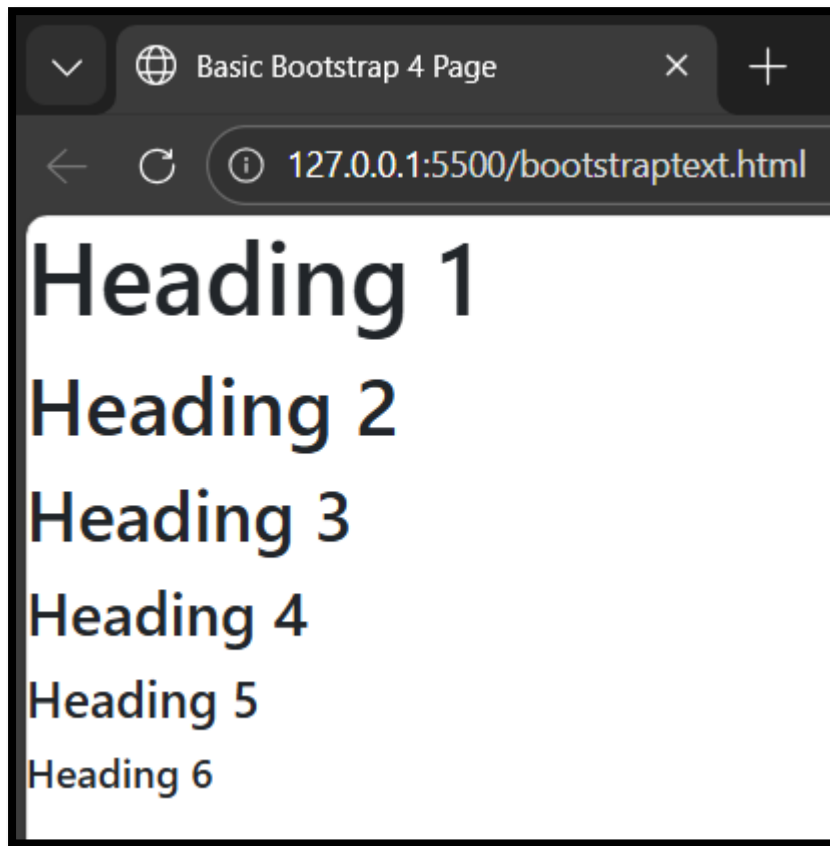 Basic Bootstrap 4 Page
127.0.0.1:5500/bootstraptext.html
Heading 1
Heading 2
Heading 3
Heading 4
Heading 5
Heading 6